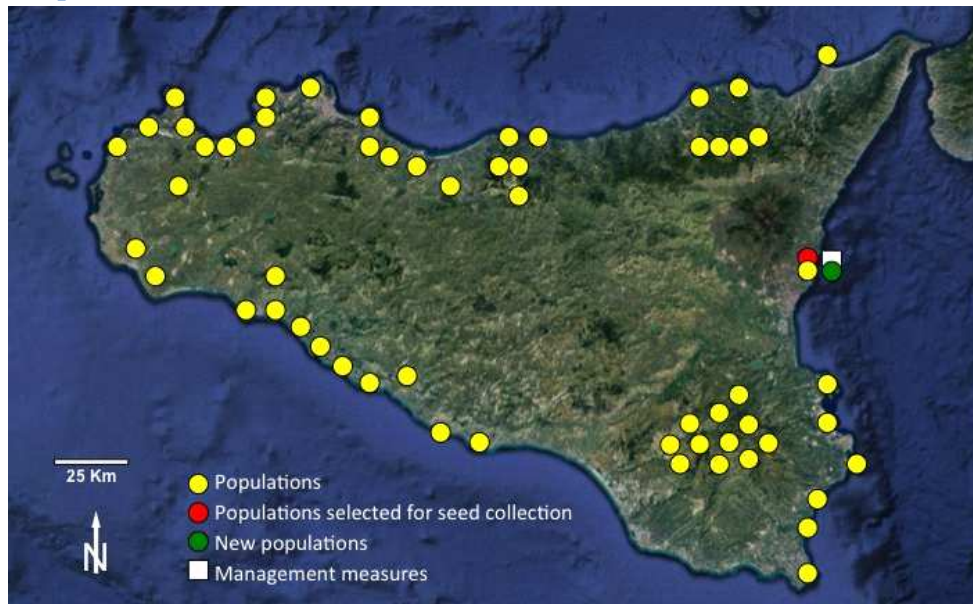 25 Km
Populations
Populations selected for seed collection
New populations
Management measures
N